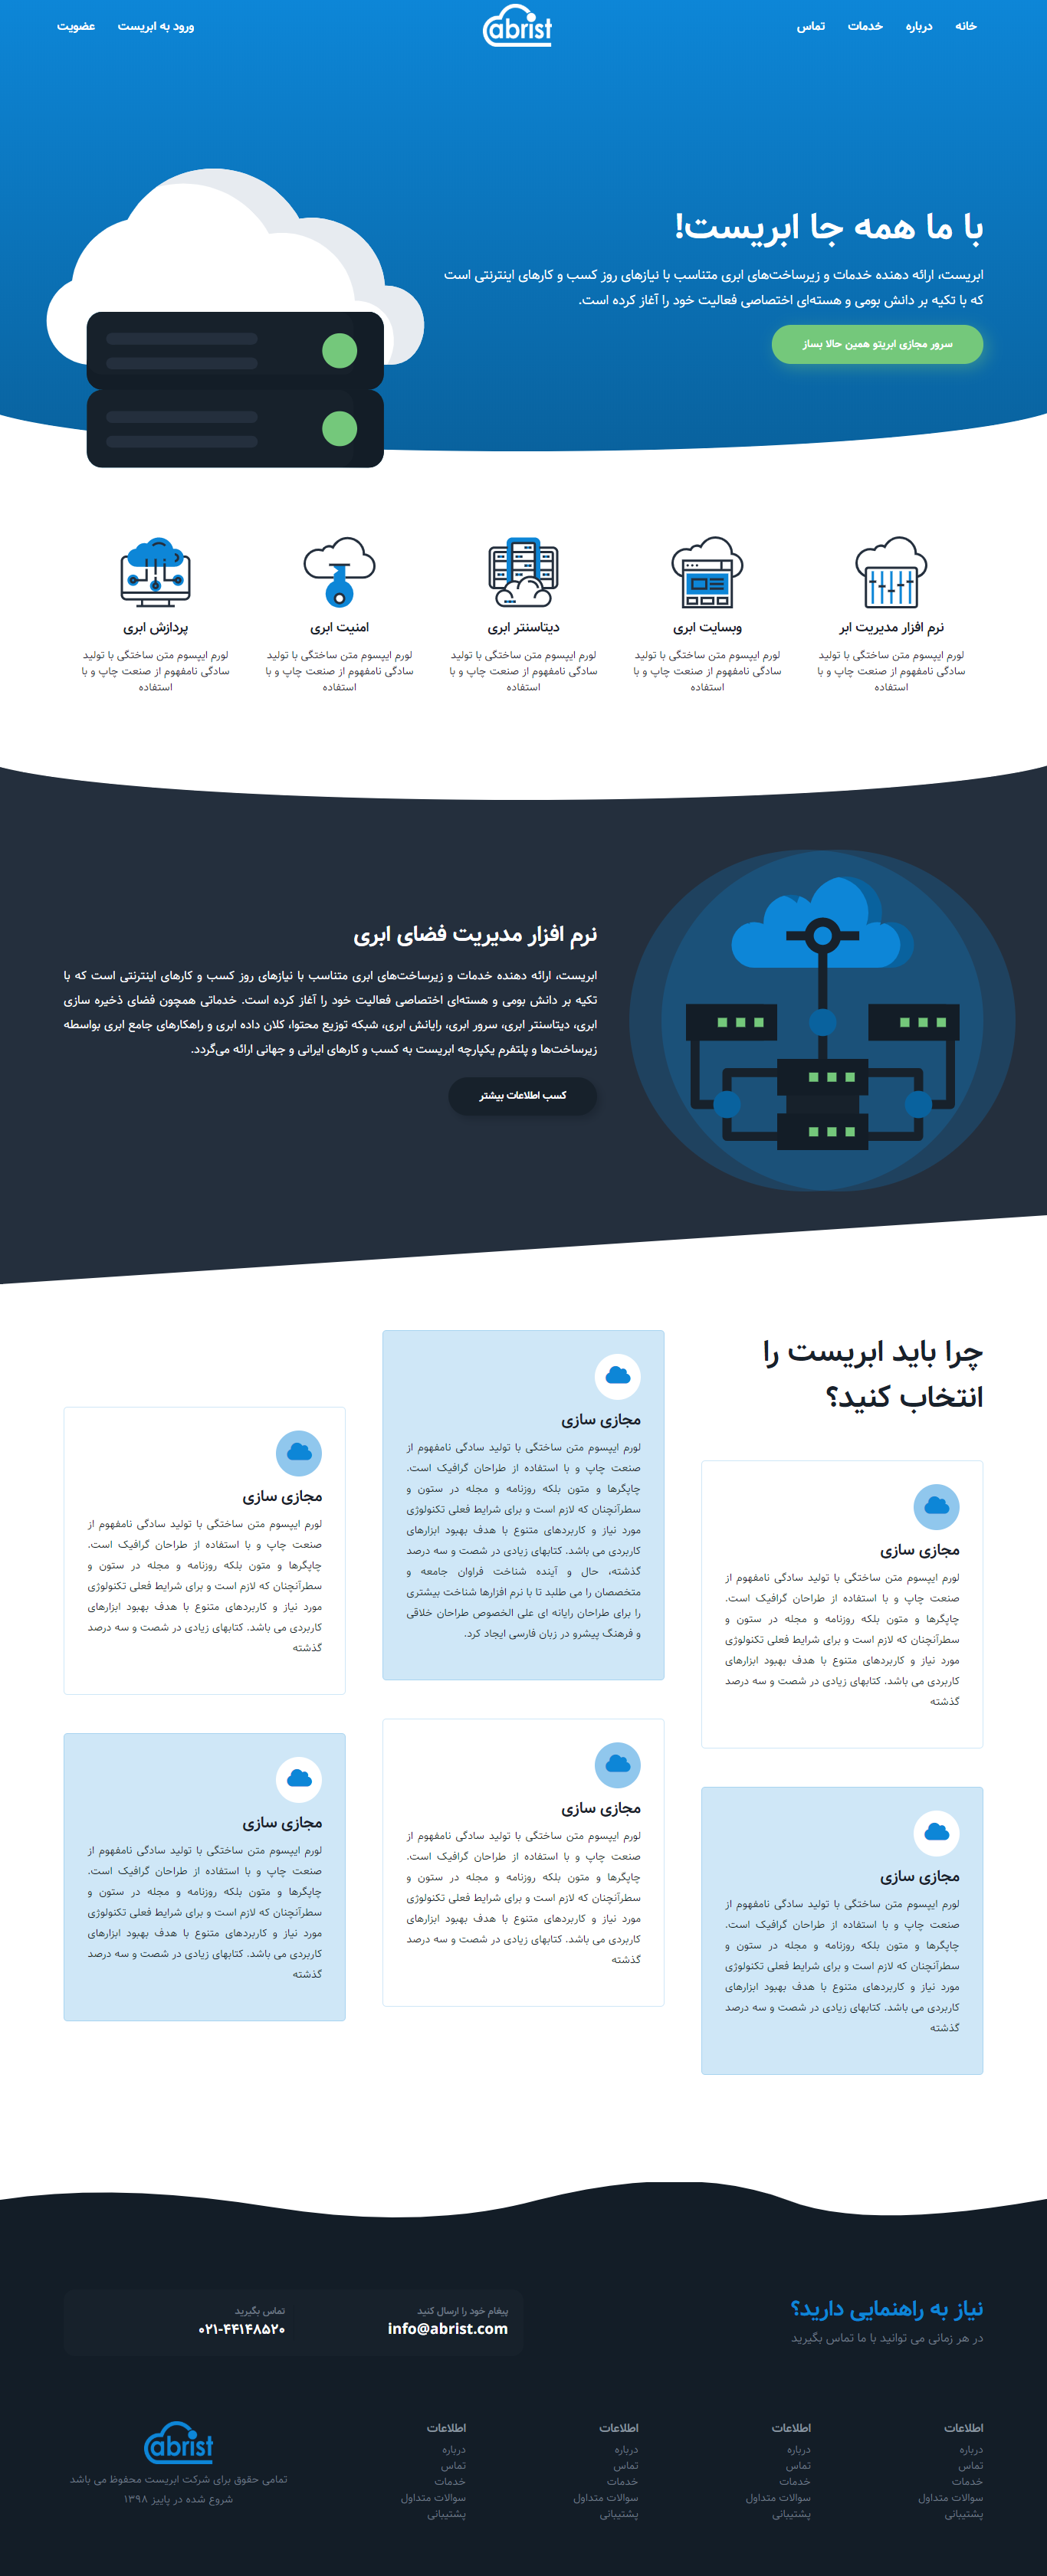 خانه
درباره
خدمات
تماس
abrist
ورود به ابریست
عضویت
با ما همه جا ابریست!
ابریست، ارائه دهنده خدمات و زیرساخت‌های ابری متناسب با نیازهای روز کسب و کارهای اینترنتی است
که با تکیه بر دانش بومی و هسته‌ای اختصاصی فعالیت خود را آغاز کرده است.
سرور مجازی ابریتو همین حالا بساز
نرم افزار مدیریت ابر
لورم ایپسوم متن ساختگی با تولید
سادگی نامفهوم از صنعت چاپ و با
استفاده
وبسایت ابری
لورم ایپسوم متن ساختگی با تولید
سادگی نامفهوم از صنعت چاپ و با
استفاده
دیتاسنتر ابری
لورم ایپسوم متن ساختگی با تولید
سادگی نامفهوم از صنعت چاپ و با
استفاده
امنیت ابری
لورم ایپسوم متن ساختگی با تولید
سادگی نامفهوم از صنعت چاپ و با
استفاده
پردازش ابری
لورم ایپسوم متن ساختگی با تولید
سادگی نامفهوم از صنعت چاپ و با
استفاده
نرم افزار مدیریت فضای ابری
ابریست، ارائه دهنده خدمات و زیرساخت‌های ابری متناسب با نیازهای روز کسب و کارهای اینترنتی است که با
تکیه بر دانش بومی و هسته‌ای اختصاصی فعالیت خود را آغاز کرده است. خدماتی همچون فضای ذخیره سازی
ابری، دیتاسنتر ابری، سرور ابری، رایانش ابری، شبکه توزیع محتوا، کلان داده ابری و راهکارهای جامع ابری بواسطه
زیرساخت‌ها و پلتفرم یکپارچه ابریست به کسب و کارهای ایرانی و جهانی ارائه می‌گردد.
کسب اطلاعات بیشتر
چرا باید ابریست را
انتخاب کنید؟
مجازی سازی
لورم ایپسوم متن ساختگی با تولید سادگی نامفهوم از
صنعت چاپ و با استفاده از طراحان گرافیک است.
چاپگرها و متون بلکه روزنامه و مجله در ستون و
سطرآنچنان که لازم است و برای شرایط فعلی تکنولوژی
مورد نیاز و کاربردهای متنوع با هدف بهبود ابزارهای
کاربردی می باشد. کتابهای زیادی در شصت و سه درصد
گذشته
مجازی سازی
لورم ایپسوم متن ساختگی با تولید سادگی نامفهوم از
صنعت چاپ و با استفاده از طراحان گرافیک است.
چاپگرها و متون بلکه روزنامه و مجله در ستون و
سطرآنچنان که لازم است و برای شرایط فعلی تکنولوژی
مورد نیاز و کاربردهای متنوع با هدف بهبود ابزارهای
کاربردی می باشد. کتابهای زیادی در شصت و سه درصد
گذشته
مجازی سازی
لورم ایپسوم متن ساختگی با تولید سادگی نامفهوم از
صنعت چاپ و با استفاده از طراحان گرافیک است.
چاپگرها و متون بلکه روزنامه و مجله در ستون و
سطرآنچنان که لازم است و برای شرایط فعلی تکنولوژی
مورد نیاز و کاربردهای متنوع با هدف بهبود ابزارهای
کاربردی می باشد. کتابهای زیادی در شصت و سه درصد
گذشته، حال و آینده شناخت فراوان جامعه و
متخصصان را می طلبد تا با نرم افزارها شناخت بیشتری
را برای طراحان رایانه ای علی الخصوص طراحان خلاقی
و فرهنگ پیشرو در زبان فارسی ایجاد کرد.
مجازی سازی
لورم ایپسوم متن ساختگی با تولید سادگی نامفهوم از
صنعت چاپ و با استفاده از طراحان گرافیک است.
چاپگرها و متون بلکه روزنامه و مجله در ستون و
سطرآنچنان که لازم است و برای شرایط فعلی تکنولوژی
مورد نیاز و کاربردهای متنوع با هدف بهبود ابزارهای
کاربردی می باشد. کتابهای زیادی در شصت و سه درصد
گذشته
مجازی سازی
لورم ایپسوم متن ساختگی با تولید سادگی نامفهوم از
صنعت چاپ و با استفاده از طراحان گرافیک است.
چاپگرها و متون بلکه روزنامه و مجله در ستون و
سطرآنچنان که لازم است و برای شرایط فعلی تکنولوژی
مورد نیاز و کاربردهای متنوع با هدف بهبود ابزارهای
کاربردی می باشد. کتابهای زیادی در شصت و سه درصد
گذشته
مجازی سازی
لورم ایپسوم متن ساختگی با تولید سادگی نامفهوم از
صنعت چاپ و با استفاده از طراحان گرافیک است.
چاپگرها و متون بلکه روزنامه و مجله در ستون و
سطرآنچنان که لازم است و برای شرایط فعلی تکنولوژی
مورد نیاز و کاربردهای متنوع با هدف بهبود ابزارهای
کاربردی می باشد. کتابهای زیادی در شصت و سه درصد
گذشته
نیاز به راهنمایی دارید؟
در هر زمانی می توانید با ما تماس بگیرید
پیغام خود را ارسال کنید
info@abrist.com
تماس بگیرید
۰۲۱-۴۴۱۴۸۵۲۰
اطلاعات
درباره
تماس
خدمات
سوالات متداول
پشتیبانی
اطلاعات
درباره
تماس
خدمات
سوالات متداول
پشتیبانی
اطلاعات
درباره
تماس
خدمات
سوالات متداول
پشتیبانی
اطلاعات
درباره
تماس
خدمات
سوالات متداول
پشتیبانی
abrist
تمامی حقوق برای شرکت ابریست محفوظ می باشد
شروع شده در پاییز ۱۳۹۸